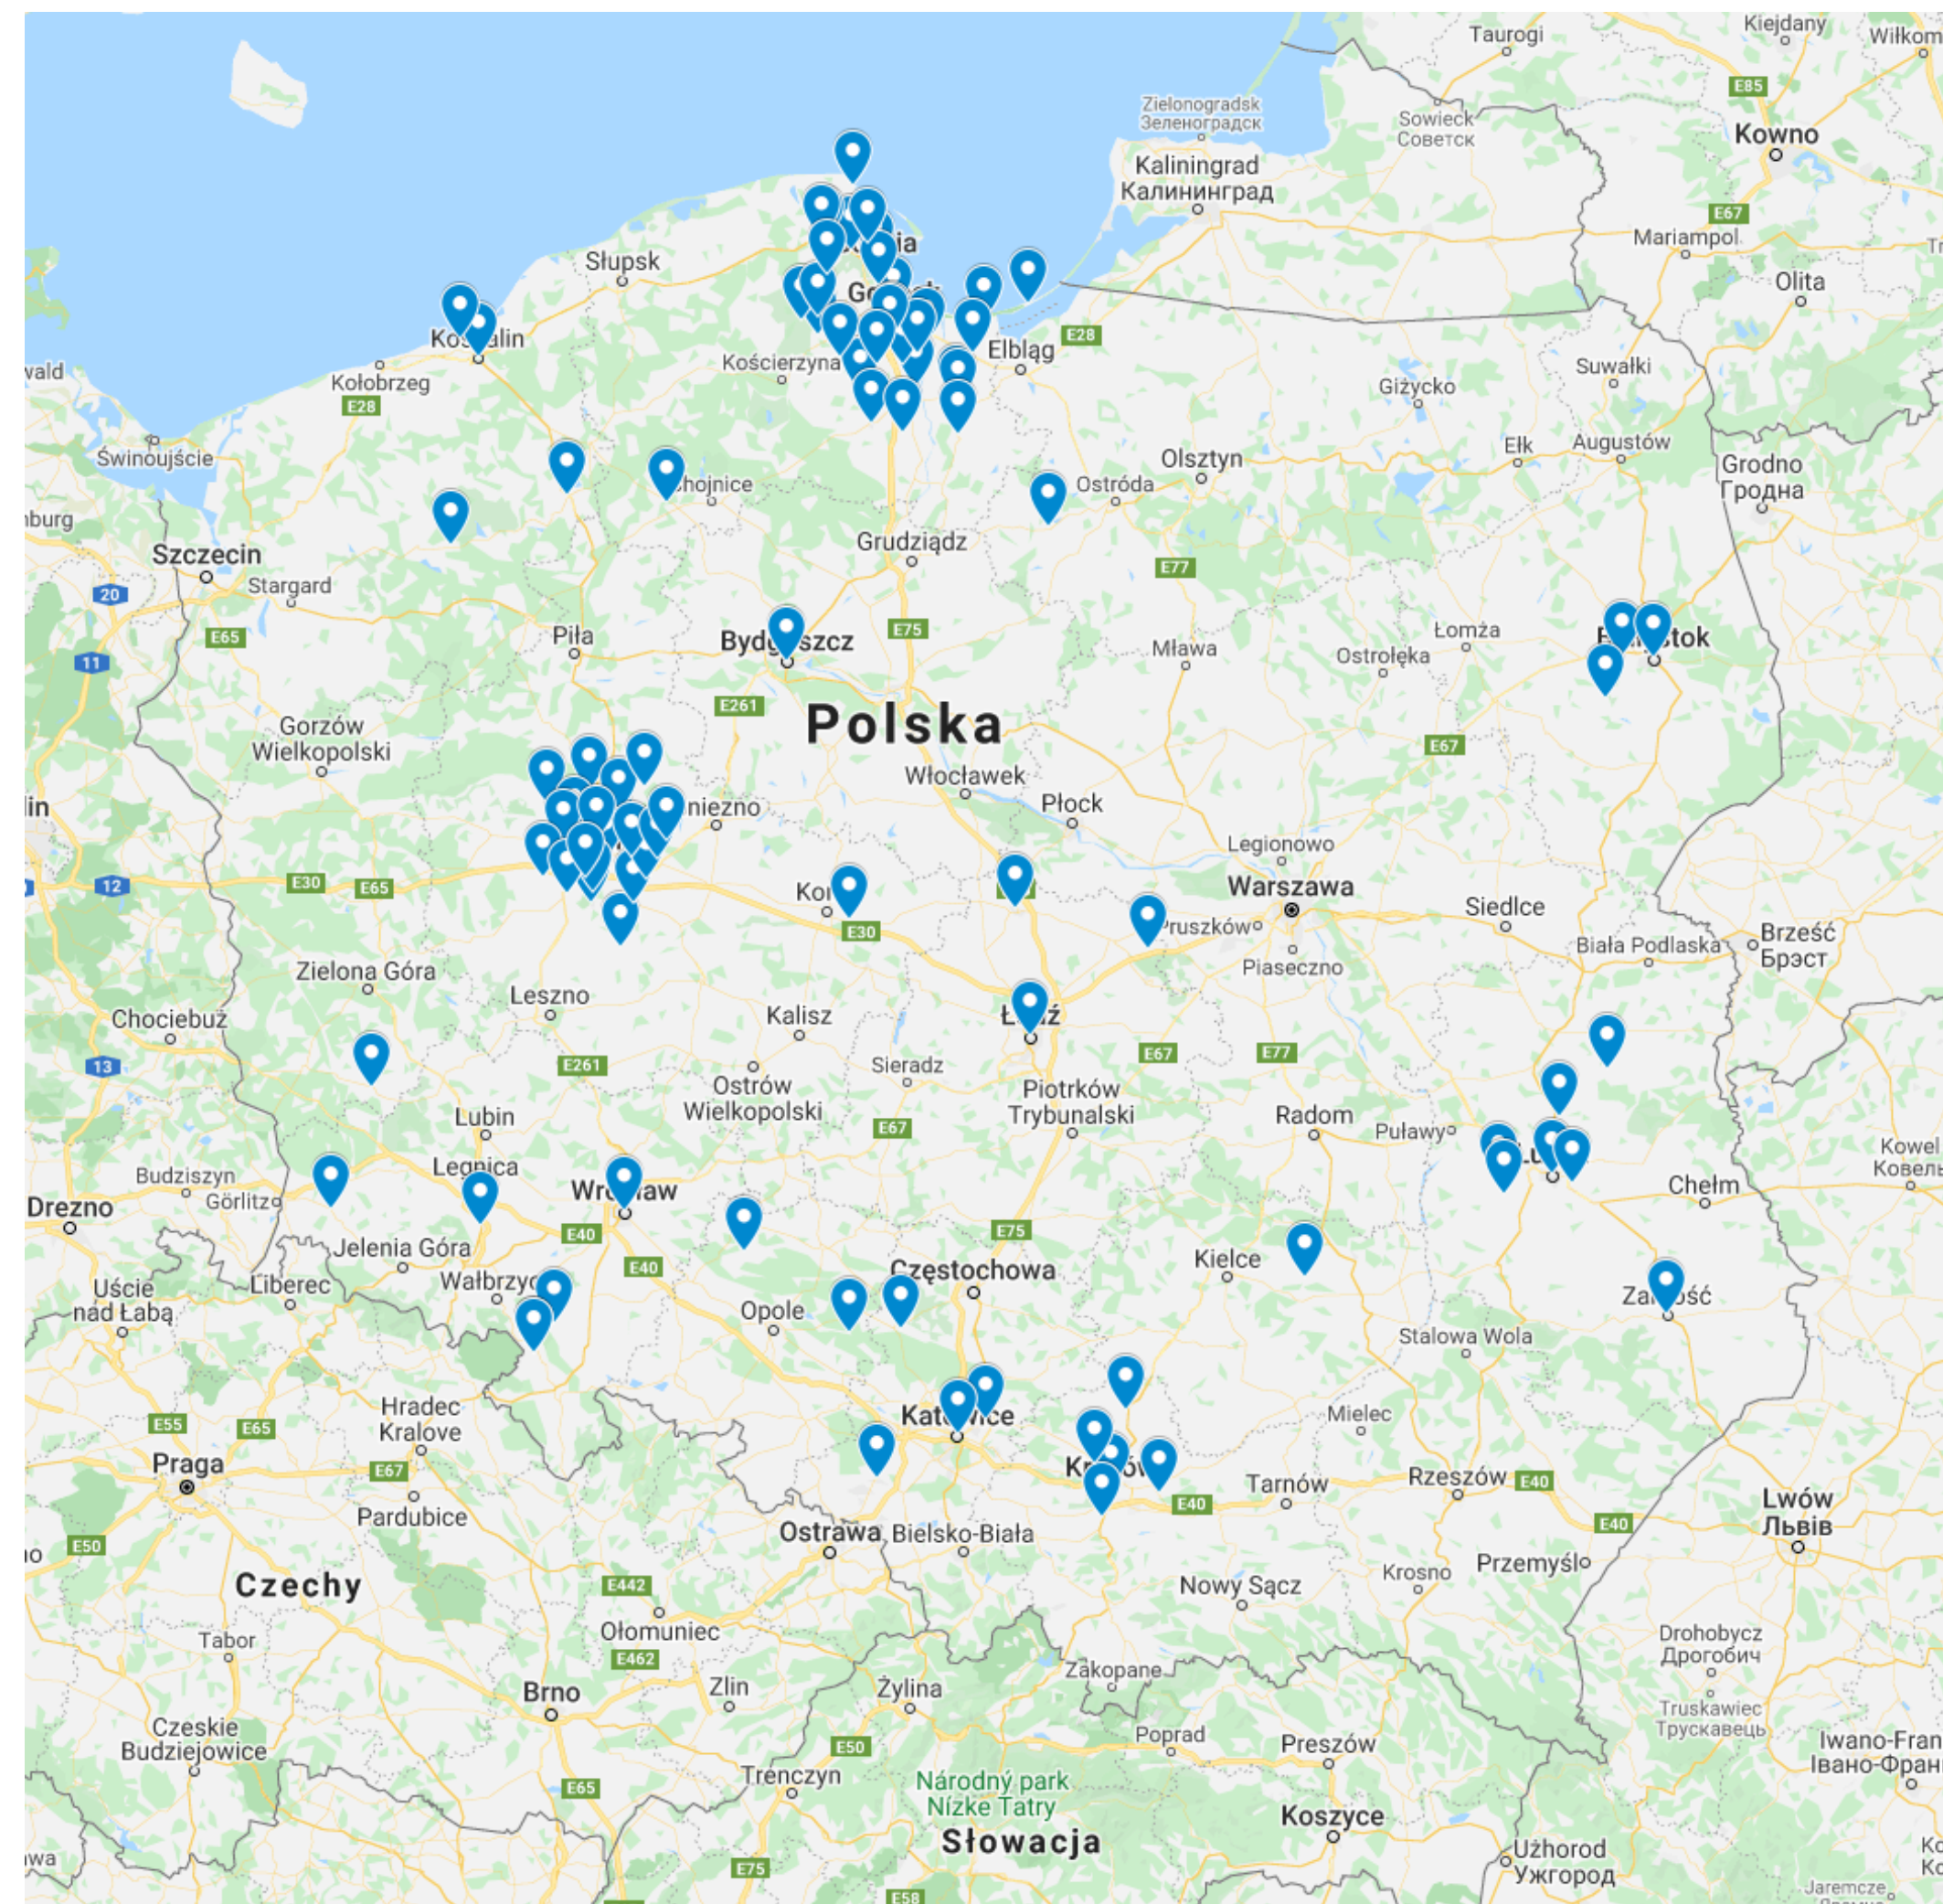 Kiejdany
Taurogi
Wiłkom
E85
Zielonogradsk
Зеленоградск
Sowieck
Советск
Kowno
Kaliningrad
Калининград
E67
Mariampol
Słupsk
Olita
E28
Elbląg
Kościerzyna
Suwałki
Kołobrzeg
Giżycko
E28
Świnoujście
Olsztyn
Ełk
Augustów
Grodno
Гродна
Ostróda
Szczecin
Grudziądz
E77
Stargard
20
E65
Piła
E75
Łomża
Mława
Ostrołęka
11
E261
Polska
Gorzów
Wielkopolski
E67
Włocławek
Płock
Legionowo
12
E30
E65
Warszawa
Siedlce
E30
Pruszków
Brześć
Брэст
Biała Podlaska
Piaseczno
Zielona Góra
Leszno
Kalisz
Chociebuż
13
E261
Sieradz
E67
E77
Ostrów
Wielkopolski
Piotrków
Trybunalski
Lubin
Radom
Puławy
E67
Kowel
Legnica
Budziszyn
Görlitz
Drezno
Chełm
E40
E75
Jelenia Góra
Kielce
E40
Częstochowa
Uście
nad Łabą
Liberec
Opole
Stalowa Wola
Hradec
Kralove
E55
E65
Mielec
Praga
E67
Tarnów
Rzeszów
E40
E40
Pardubice
Lwów
Львів
E40
E50
Ostrawa
Bielsko-Biała
Przemyśl
Krosno
Czechy
E442
Nowy Sącz
Ołomuniec
Tabor
Drohobycz
Дрогобич
E462
Zakopane
Brno
Zlin
Żylina
Truskawiec
Трускавець
Czeskie
Budziejowice
Poprad
Preszów
E50
Iwano-Fran
Івано-Фран
Trenczyn
E65
Národný park
Nízke Tatry
Koszyce
Słowacja
Użhorod
Ужгород
E75
E58
Jaremcze